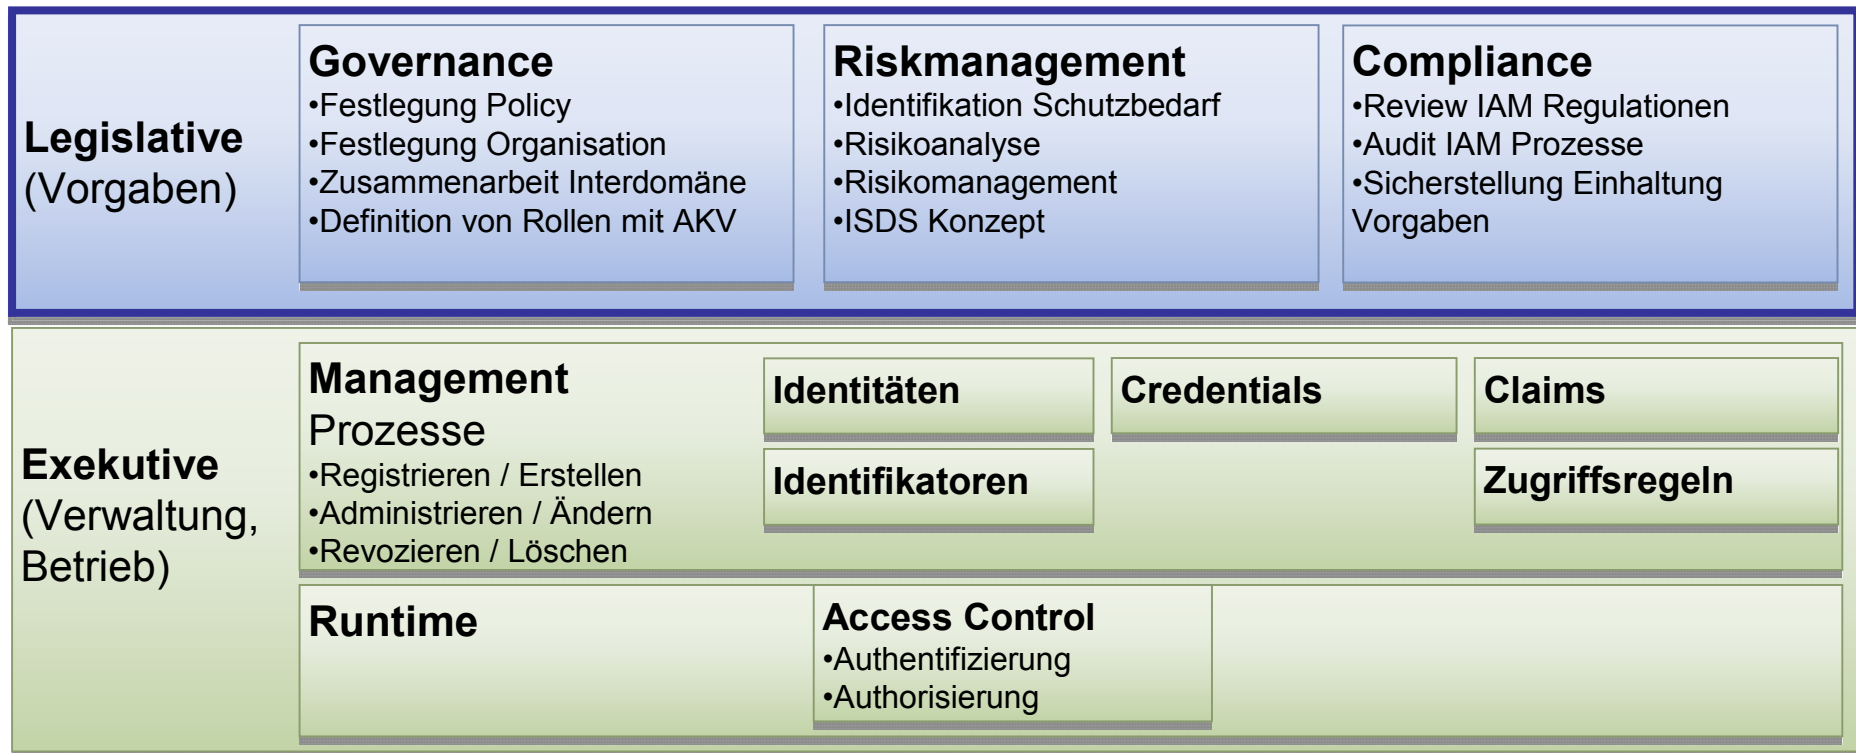 Legislative
(Vorgaben)
Governance
•Festlegung Policy
•Festlegung Organisation
•Zusammenarbeit Interdomäne
•Definition von Rollen mit AKV
Riskmanagement
•Identifikation Schutzbedarf
•Risikoanalyse
•Risikomanagement
•ISDS Konzept
Compliance
•Review IAM Regulationen
•Audit IAM Prozesse
•Sicherstellung Einhaltung
Vorgaben
Exekutive
(Verwaltung,
Betrieb)
Management
Prozesse
•Registrieren / Erstellen
•Administrieren / Ändern
•Revozieren / Löschen
Identitäten
Credentials
Claims
Identifikatoren
Zugriffsregeln
Runtime
Access Control
•Authentifizierung
•Authorisierung